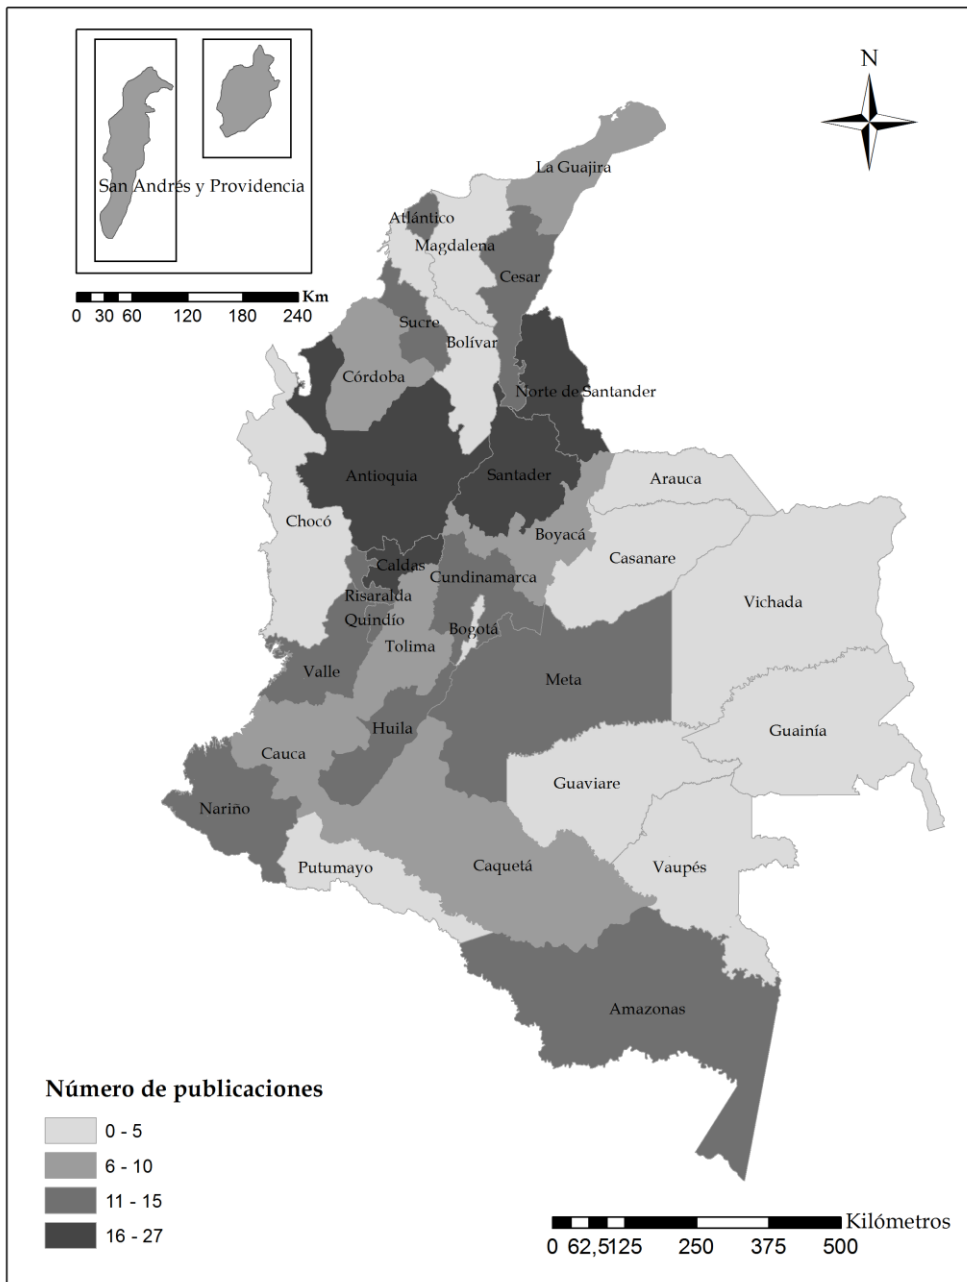 N
San Andrés y Providencia
Km
0 30 60 120 180 240
La Guajira
Atlántico
Magdalena
Cesar
Sucre
Bolívar
Córdoba
Norte de Santander
Antioquia
Santader
Arauca
Chocó
Boyacá
Casanare
Caldas
Cundinamarca
Risaralda
Vichada
Quindío
Bogotá
Tolima
Valle
Meta
Huila
Guainía
Cauca
Guaviare
Nariño
Putumayo
Caquetá
Vaupés
Amazonas
Número de publicaciones
0 - 5
6 - 10
11 - 15
16 - 27
Kilómetros
0 62,5125 250 375 500